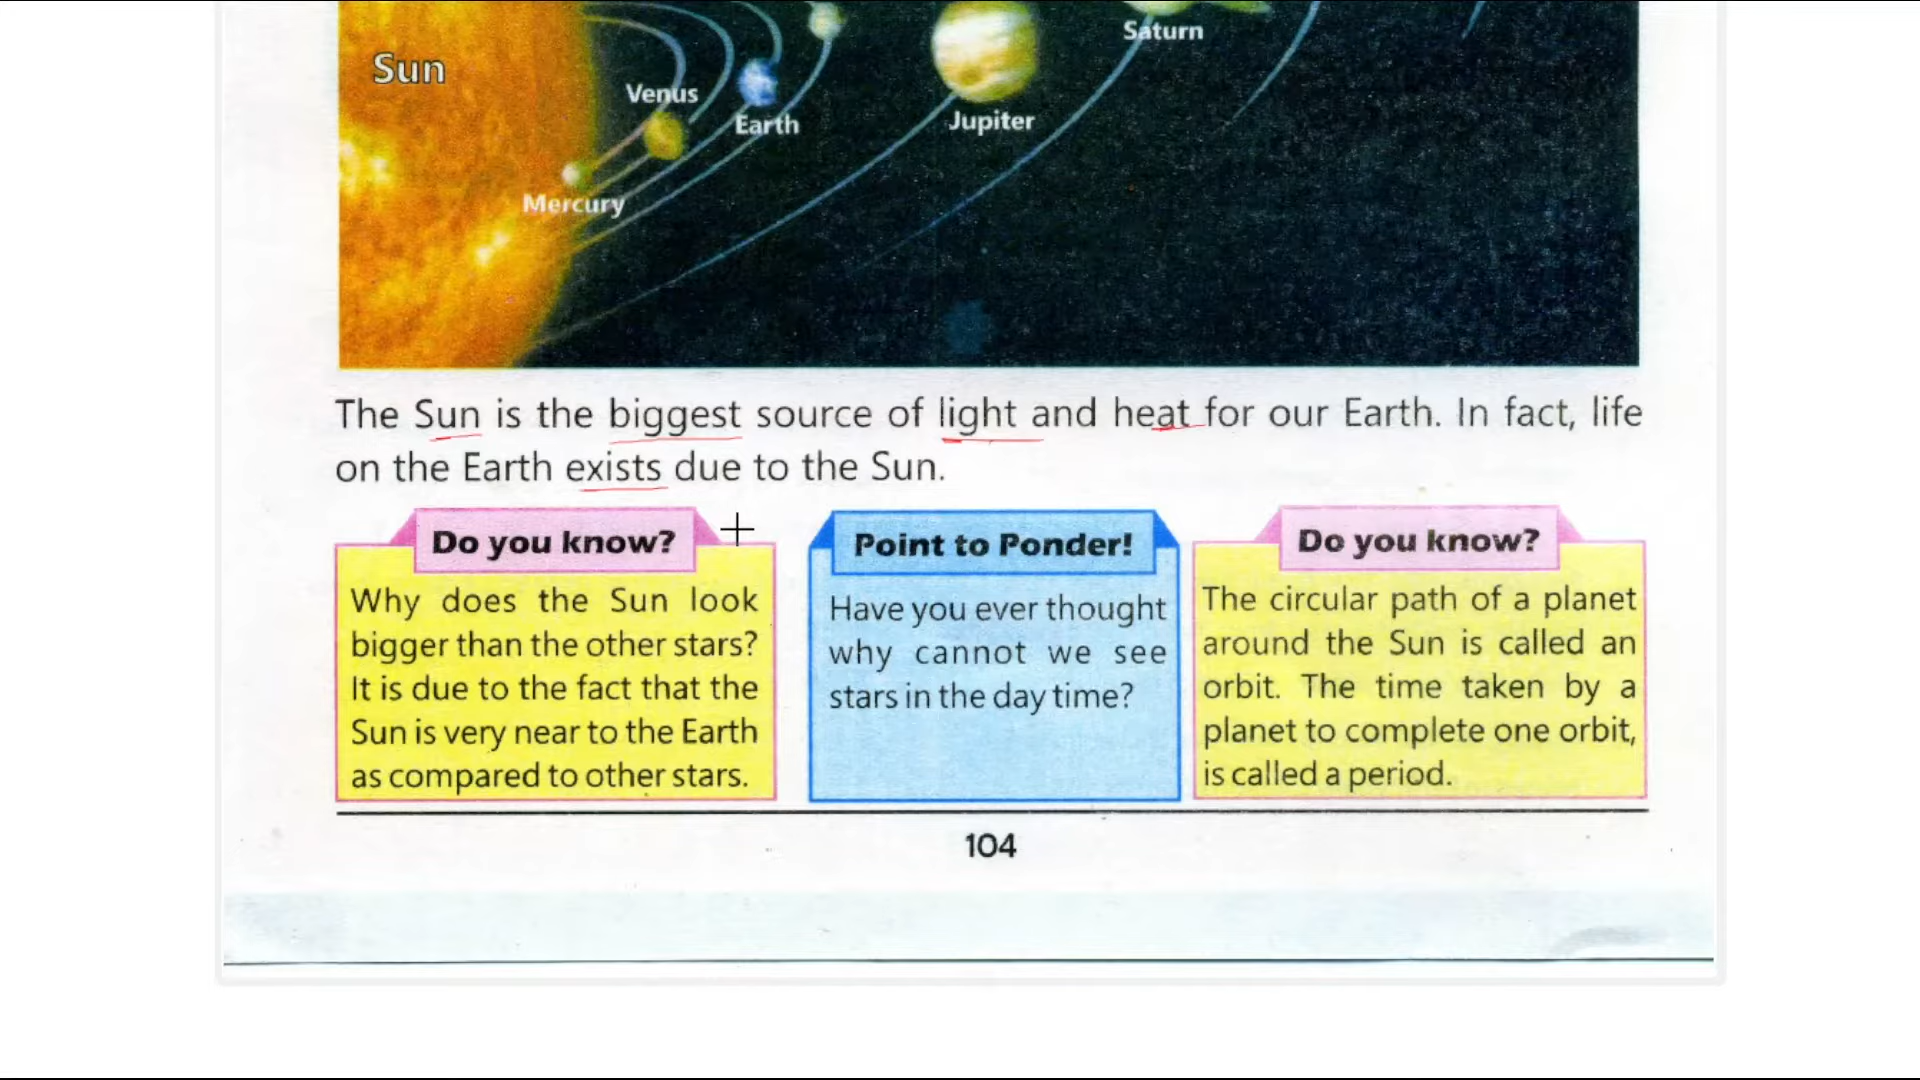 Saturn
Sun
Venus
Earth
Jupiter
Mercury
The Sun is the biggest source of light and heat for our Earth. In fact, life
on the Earth exists due to the Sun.
Do you know?
Why does the Sun look
bigger than the other stars?
It is due to the fact that the
Sun is very near to the Earth
as compared to other stars.
Point to Ponder!
Have you ever thought
why cannot we see
stars in the day time?
Do you know?
The circular path of a planet
around the Sun is called an
orbit. The time taken by a
planet to complete one orbit,
is called a period.
104